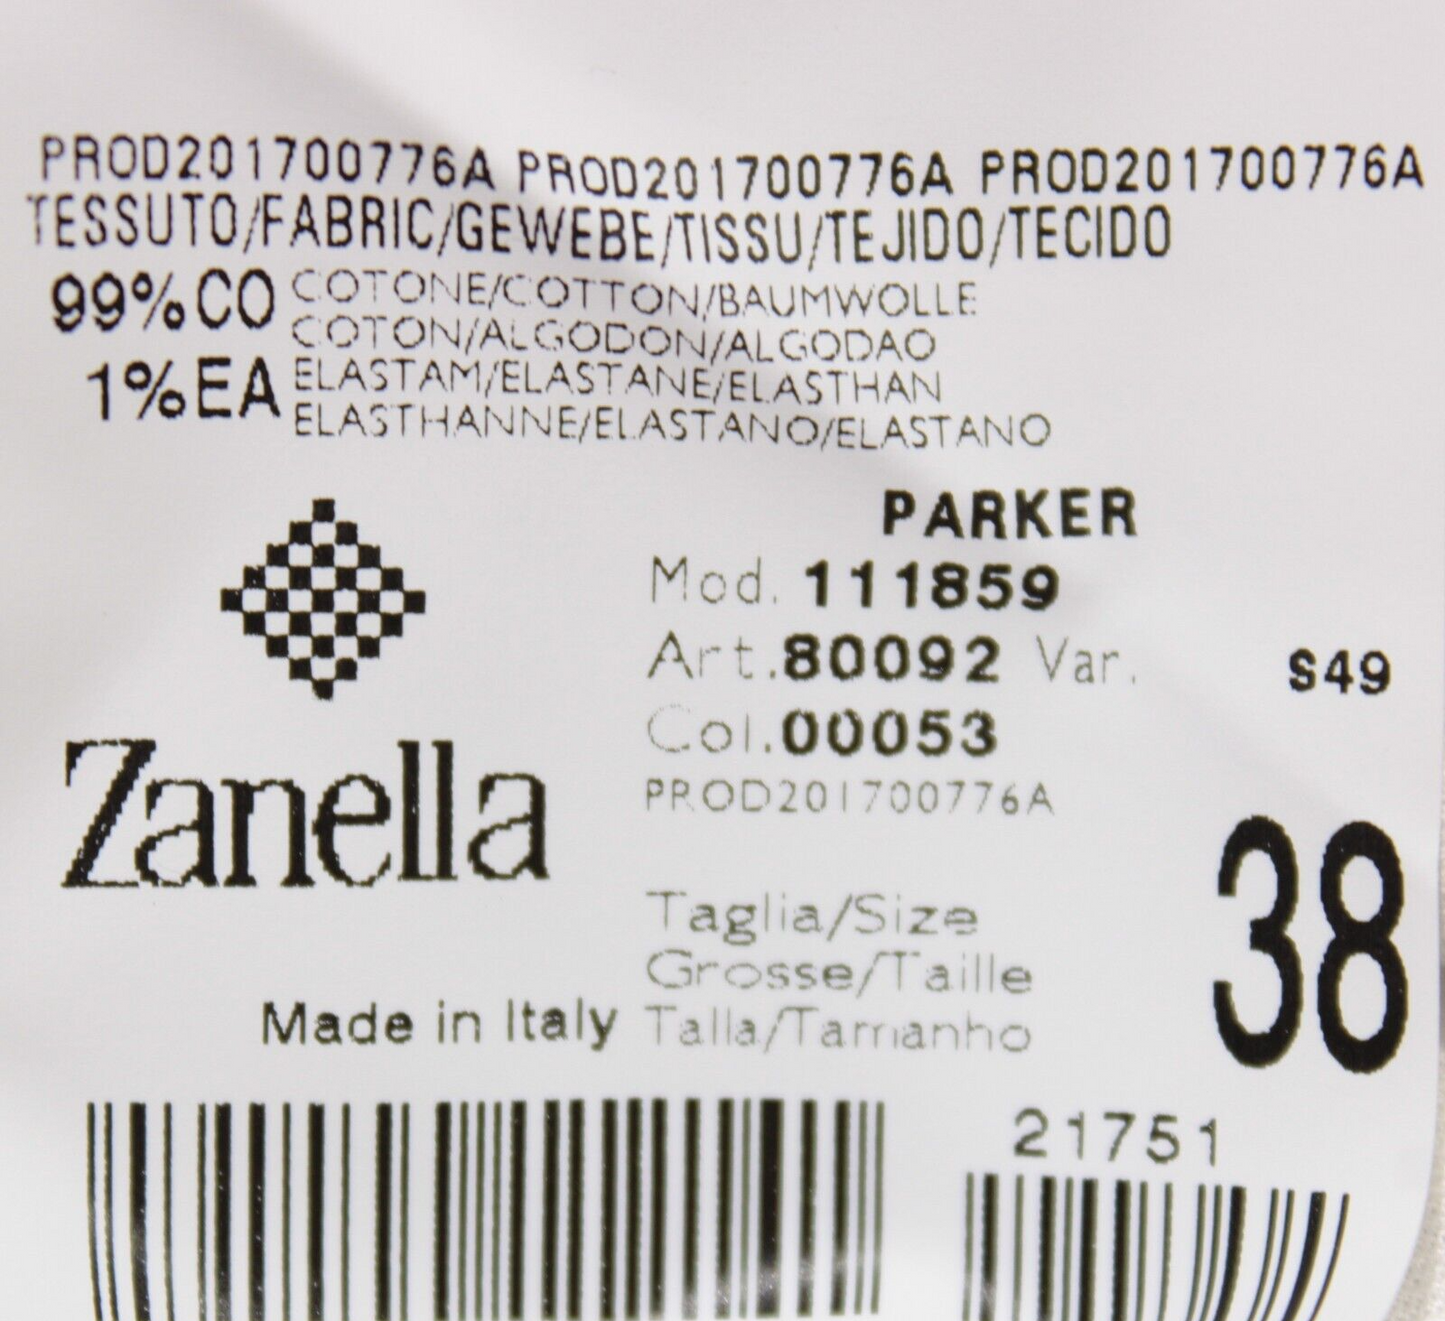 PROD201700776A PROD201700776A PROD201700776A
TESSUTO/FABRIC/GEWEBE/TISSU/TEJIDO/TECIDO
99%CO COTONE/COTTON/BAUMWOLLE
COTON/ALGODON/ALGODAO
1%EA ELASTAM/ELASTANE/ELASTHAN
ELASTHANNE/ELASTANO/ELASTANO
PARKER
Mod. 111859
Art.80092 Var. S49
Col.00053
PROD201700776A
Zanella
Taglia/Size
Grosse/Taille
Talla/Tamanho
38
Made in Italy
21751